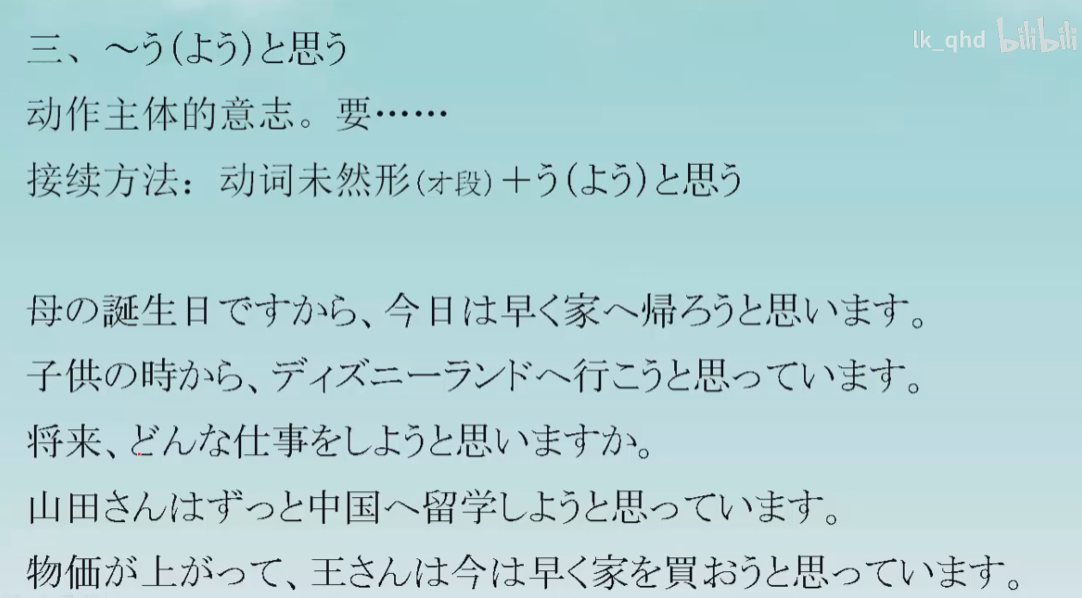 lk_qhd bilibili
三、～う(よう)と思う
动作主体的意志。要……
接续方法：动词未然形(オ段)＋う(よう)と思う
母の誕生日ですから、今日は早く家へ帰ろうと思います。
子供の時から、ディズニーランドへ行こうと思っています。
将来、どんな仕事をしようと思いますか。
山田さんはずっと中国へ留学しようと思っています。
物価が上がって、王さんは今は早く家を買おうと思っています。